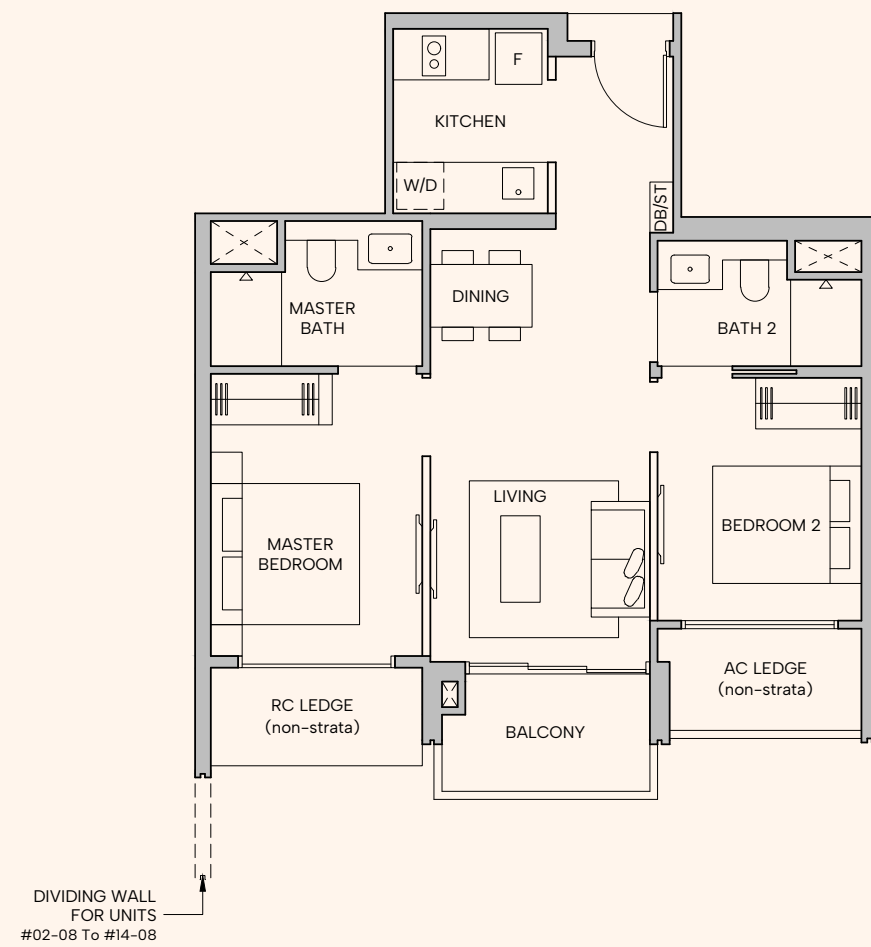 F
KITCHEN
W/D
DB/ST
DINING
MASTER
BATH
BATH 2
LIVING
BEDROOM 2
MASTER
BEDROOM
AC LEDGE
(non-strata)
RC LEDGE
(non-strata)
BALCONY
DIVIDING WALL
FOR UNITS
#02-08 To #14-08